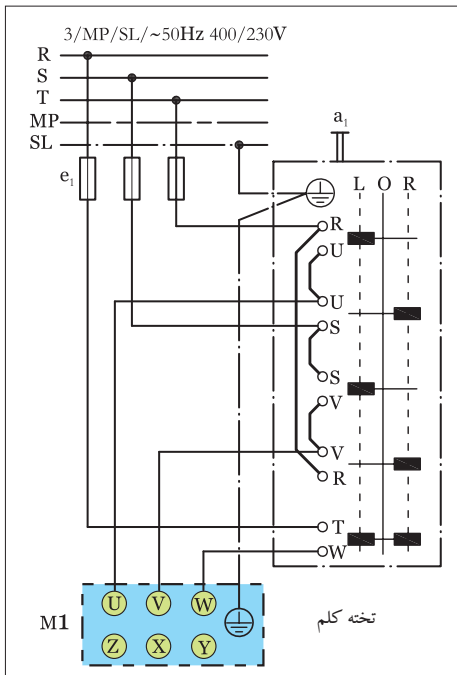 3/MP/SL/~50Hz 400/230V
R
S
T
MP
SL
a₁
e₁
L O R
R
U
U
S
S
V
V
R
T
W
M1
U V W
Z X Y
تخته کلم